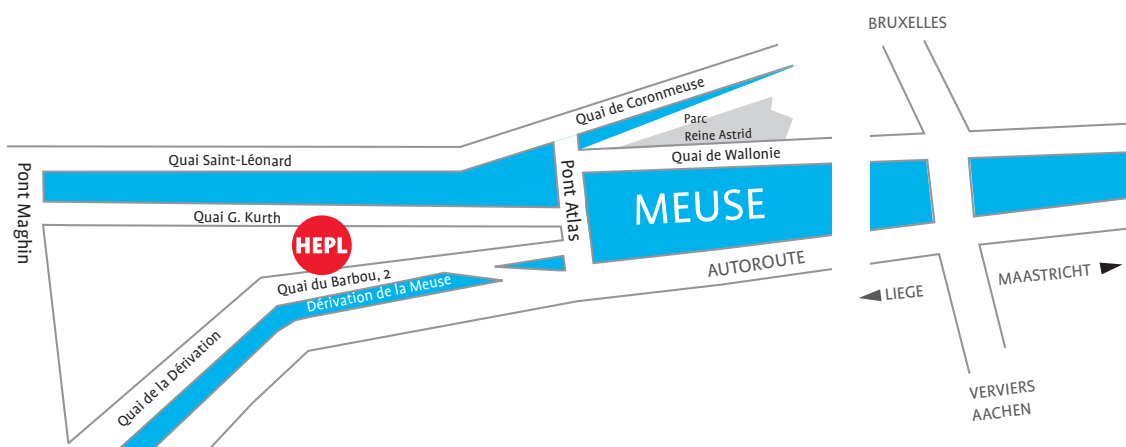 BRUXELLES
Quai de Coronmeuse
Parc
Reine Astrid
Quai Saint-Léonard
Quai de Wallonie
Pont Maghin
Pont Atlas
MEUSE
Quai G. Kurth
HEPL
AUTOROUTE
MAASTRICHT
Quai du Barbou, 2
Dérivation de la Meuse
LIEGE
Quai de la Dérivation
VERVIERS
AACHEN